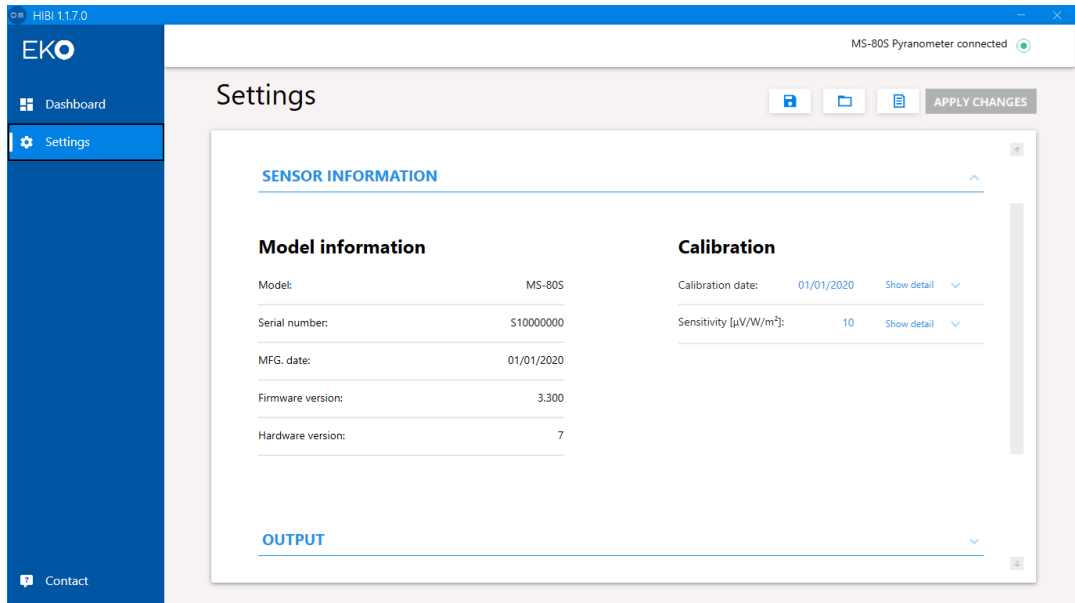 HIBI 1.1.7.0
EKO
MS-80S Pyranometer connected
Dashboard
Settings
Settings
APPLY CHANGES
SENSOR INFORMATION
Model information
Calibration
Model: MS-80S
Calibration date: 01/01/2020 Show detail
Serial number: S10000000
Sensitivity [µV/W/m²]: 10 Show detail
MFG. date: 01/01/2020
Firmware version: 3.300
Hardware version: 7
OUTPUT
Contact